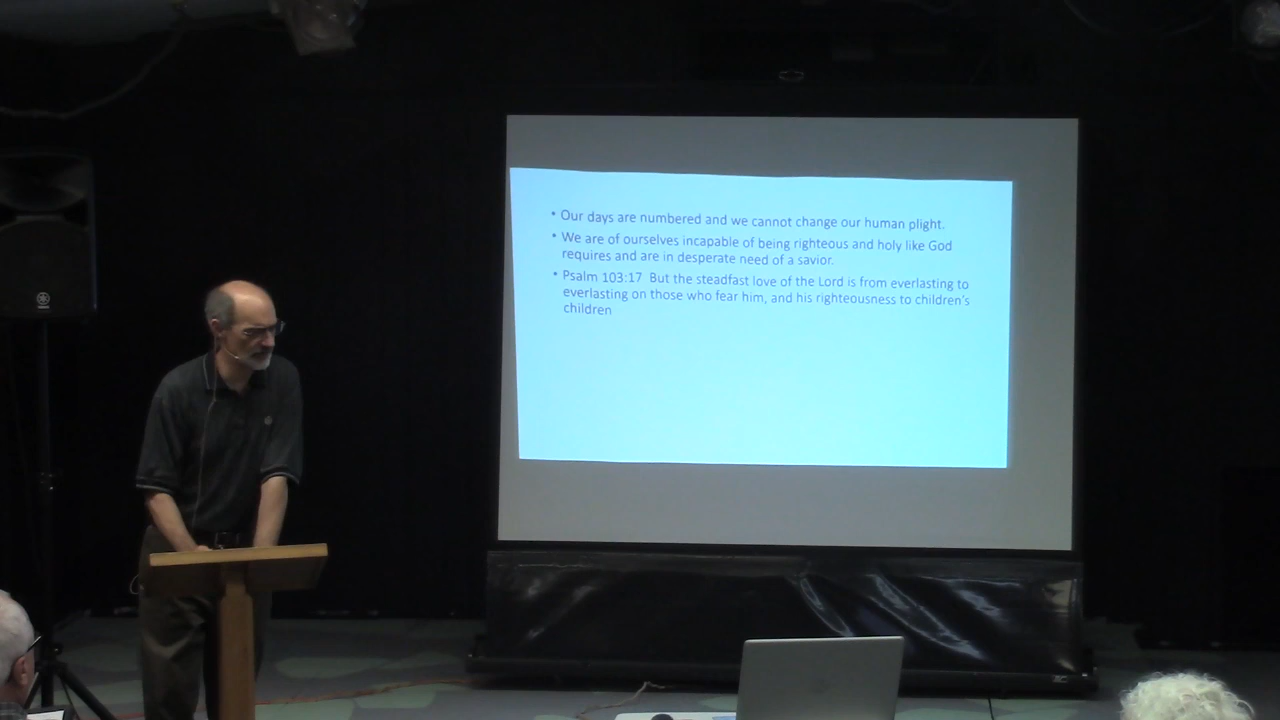 • Our days are numbered and we cannot change our human plight.
• We are of ourselves incapable of being righteous and holy like God
requires and are in desperate need of a savior.
• Psalm 103:17 But the steadfast love of the Lord is from everlasting to
everlasting on those who fear him, and his righteousness to children's
children